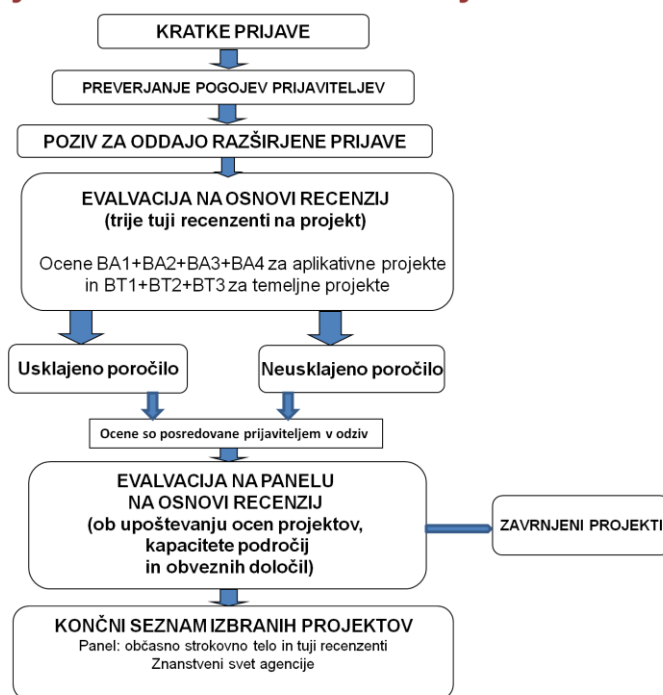 KRATKE PRIJAVE
PREVERJANJE POGOJEV PRIJAVITELJEV
POZIV ZA ODDAJO RAZŠIRJENE PRIJAVE
EVALVACIJA NA OSNOVI RECENZIJ
(trije tuji recenzenti na projekt)
Ocene BA1+BA2+BA3+BA4 za aplikativne projekte
in BT1+BT2+BT3 za temeljne projekte
Usklajeno poročilo
Neusklajeno poročilo
Ocene so posredovane prijaviteljem v odziv
EVALVACIJA NA PANELU
NA OSNOVI RECENZIJ
(ob upoštevanju ocen projektov,
kapacitete področij
in obveznih določil)
ZAVRNJENI PROJEKTI
KONČNI SEZNAM IZBRANIH PROJEKTOV
Panel: občasno strokovno telo in tuji recenzenti
Znanstveni svet agencije